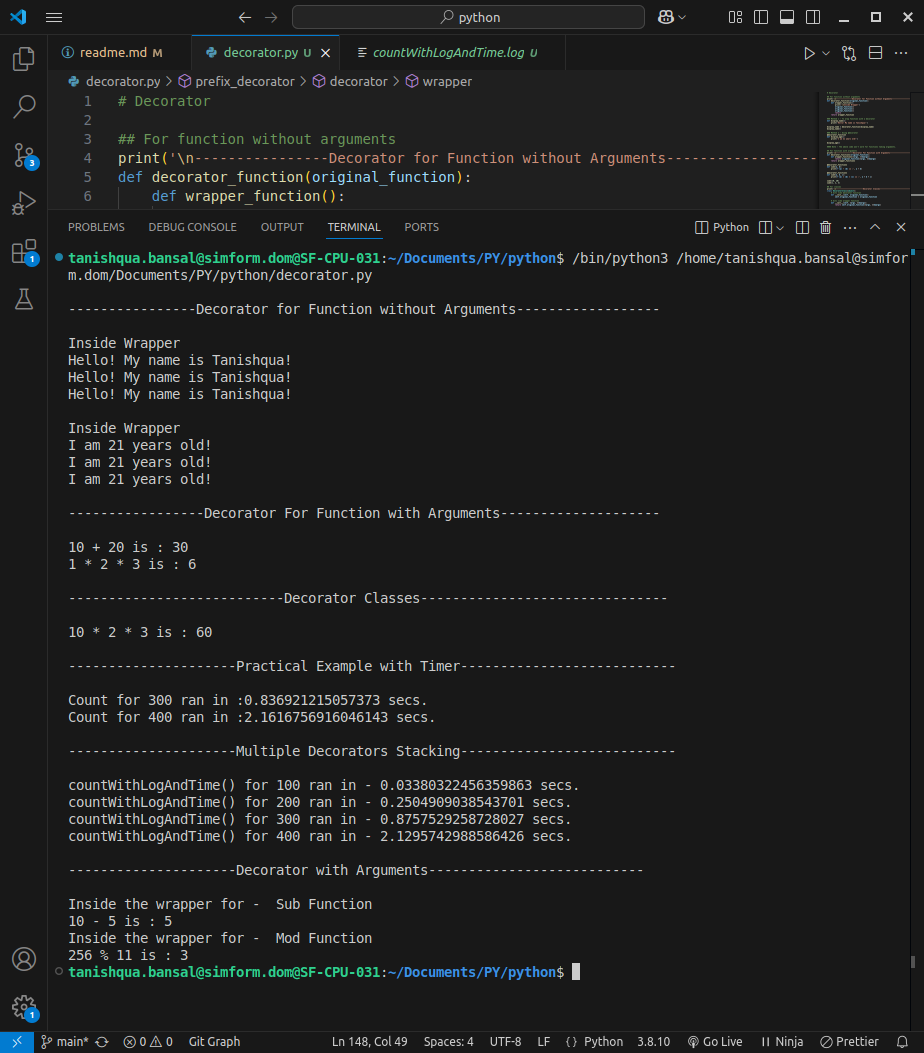 python
readme.md M
decorator.py U
countWithLogAndTime.log U
decorator.py > prefix_decorator > decorator > wrapper
1 # Decorator
2
3 ## For function without arguments
4 print('\n----------------Decorator for Function without Arguments------------------
5 def decorator_function(original_function):
6 def wrapper_function():
PROBLEMS DEBUG CONSOLE OUTPUT TERMINAL PORTS
Python
tanishqua.bansal@simform.dom@SF-CPU-031:~/Documents/PY/python$ /bin/python3 /home/tanishqua.bansal@simfor
m.dom/Documents/PY/python/decorator.py
----------------Decorator for Function without Arguments------------------
Inside Wrapper
Hello! My name is Tanishqua!
Hello! My name is Tanishqua!
Hello! My name is Tanishqua!
Inside Wrapper
I am 21 years old!
I am 21 years old!
I am 21 years old!
-----------------Decorator For Function with Arguments--------------------
10 + 20 is : 30
1 * 2 * 3 is : 6
---------------------------Decorator Classes-------------------------------
10 * 2 * 3 is : 60
---------------------Practical Example with Timer---------------------------
Count for 300 ran in :0.836921215057373 secs.
Count for 400 ran in :2.1616756916046143 secs.
---------------------Multiple Decorators Stacking---------------------------
countWithLogAndTime() for 100 ran in - 0.03380322456359863 secs.
countWithLogAndTime() for 200 ran in - 0.2504909038543701 secs.
countWithLogAndTime() for 300 ran in - 0.8757529258728027 secs.
countWithLogAndTime() for 400 ran in - 2.1295742988586426 secs.
---------------------Decorator with Arguments---------------------------
Inside the wrapper for -  Sub Function
10 - 5 is : 5
Inside the wrapper for -  Mod Function
256 % 11 is : 3
tanishqua.bansal@simform.dom@SF-CPU-031:~/Documents/PY/python$
3
1
1
main* 0 0 Git Graph Ln 148, Col 49 Spaces: 4 UTF-8 LF {} Python 3.8.10 Go Live Ninja Prettier